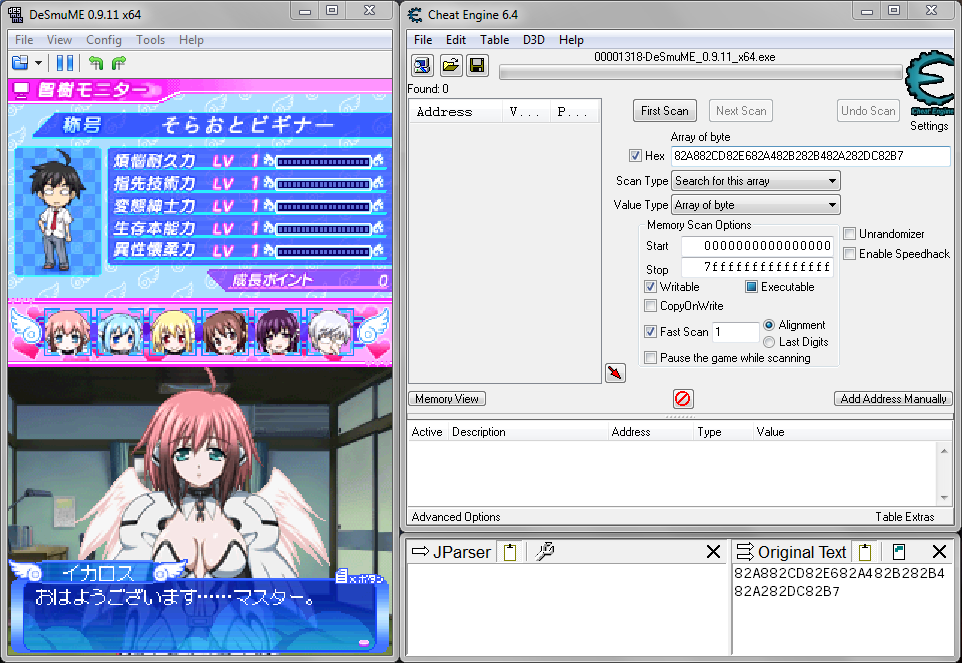 DeSmuME 0.9.11 x64
File View Config Tools Help
智樹モニター
称号 そらおとビギナー
煩悩耐久力 LV 1
指先技術力 LV 1
変態紳士力 LV 1
生存本能力 LV 1
異性懐柔力 LV 1
成長ポイント 0
イカロス
×ボタン
おはようございます……マスター。
Cheat Engine 6.4
File Edit Table D3D Help
00001318-DeSmuME_0.9.11_x64.exe
Found: 0
Address V... P...
First Scan Next Scan Undo Scan
Cheat Engine
Settings
Array of byte
Hex 82A882CD82E682A482B282B482A282DC82B7
Scan Type Search for this array
Value Type Array of byte
Memory Scan Options
Start 0000000000000000
Stop 7fffffffffffffff
Writable Executable
CopyOnWrite
Fast Scan 1 Alignment
Last Digits
Pause the game while scanning
Unrandomizer
Enable Speedhack
Memory View Add Address Manually
Active Description Address Type Value
Advanced Options Table Extras
JParser
Original Text
82A882CD82E682A482B282B4
82A282DC82B7